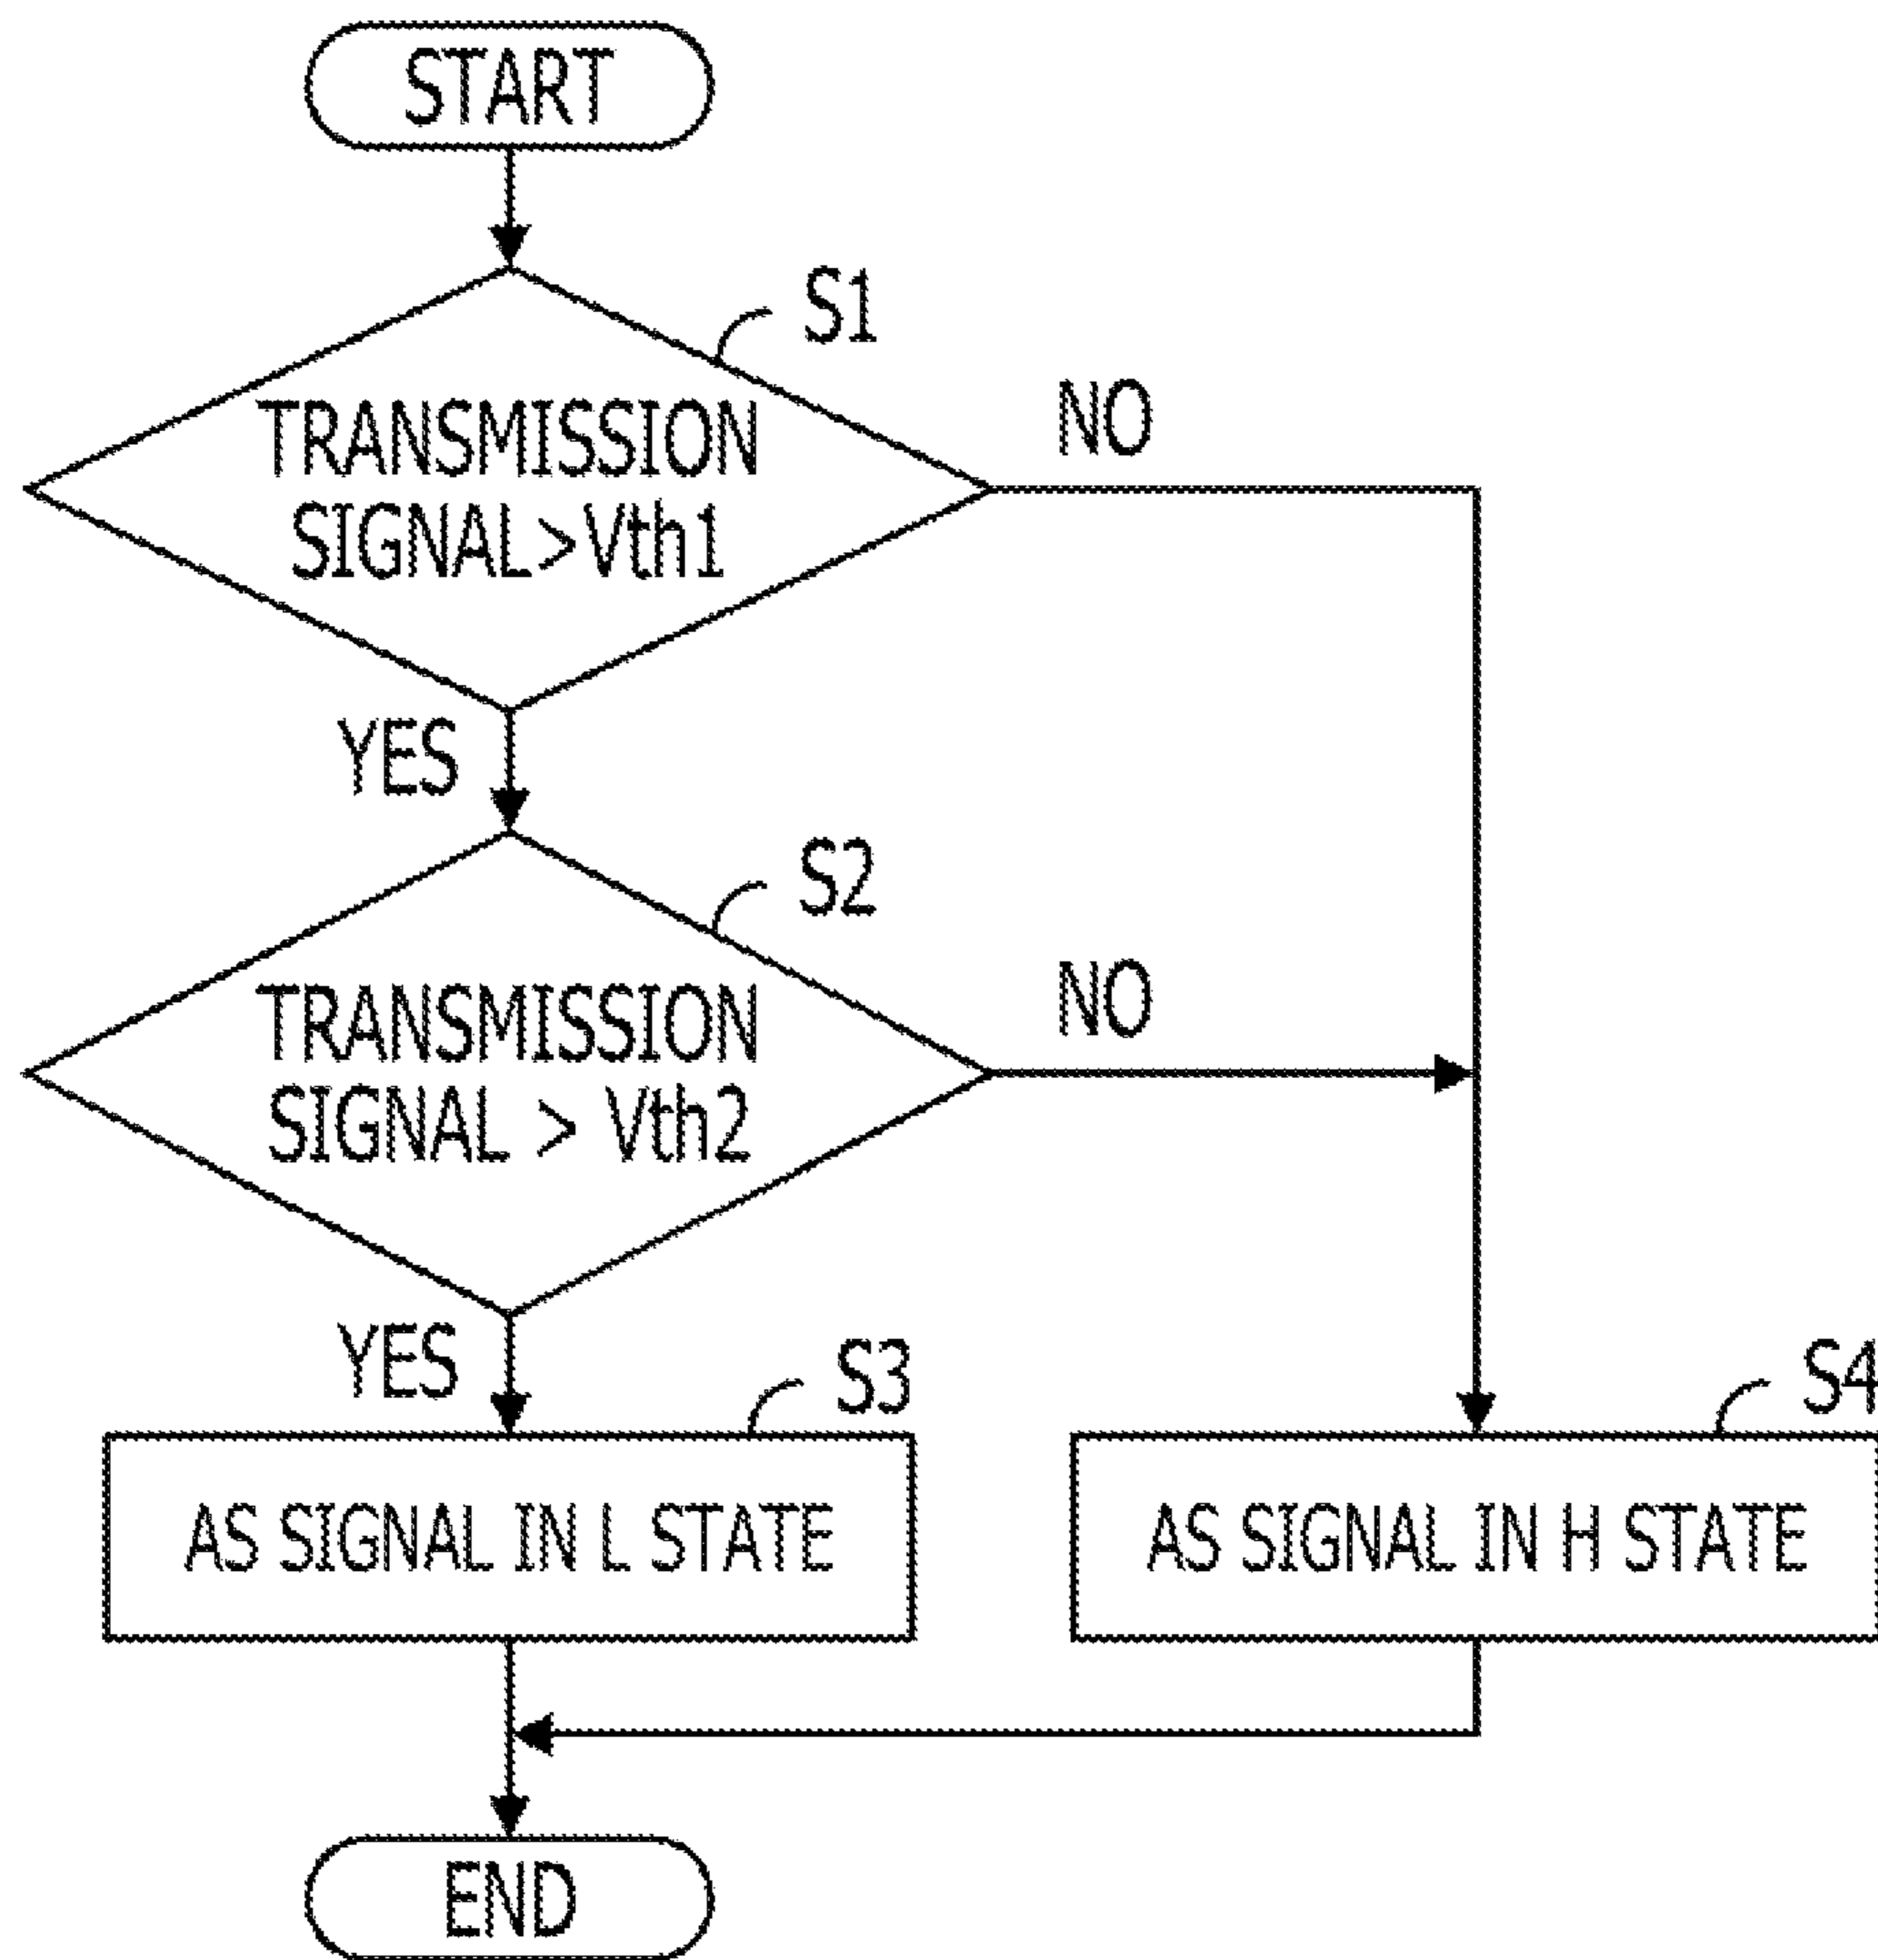 START
S1
TRANSMISSION
SIGNAL>Vth1
NO
YES
S2
TRANSMISSION
SIGNAL > Vth2
NO
YES
S3
AS SIGNAL IN L STATE
S4
AS SIGNAL IN H STATE
END